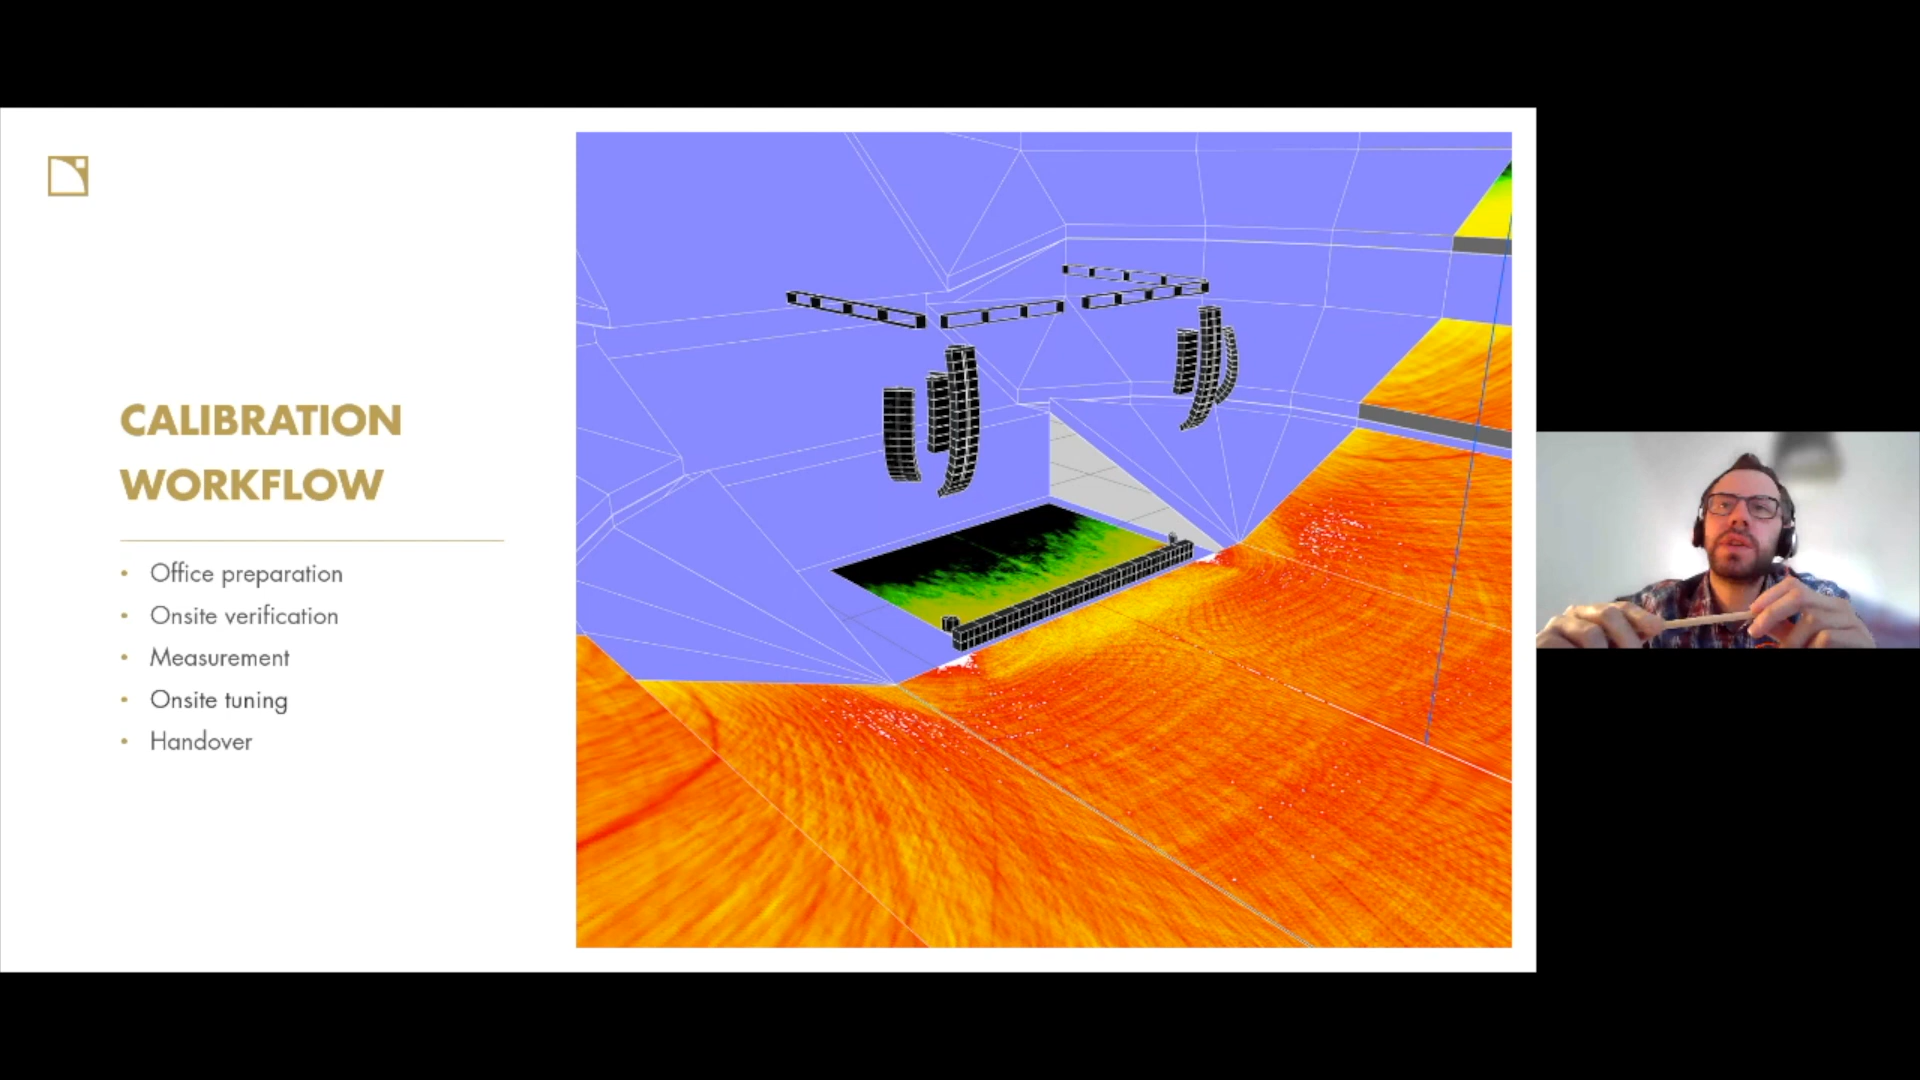 CALIBRATION
WORKFLOW
• Office preparation
• Onsite verification
• Measurement
• Onsite tuning
• Handover